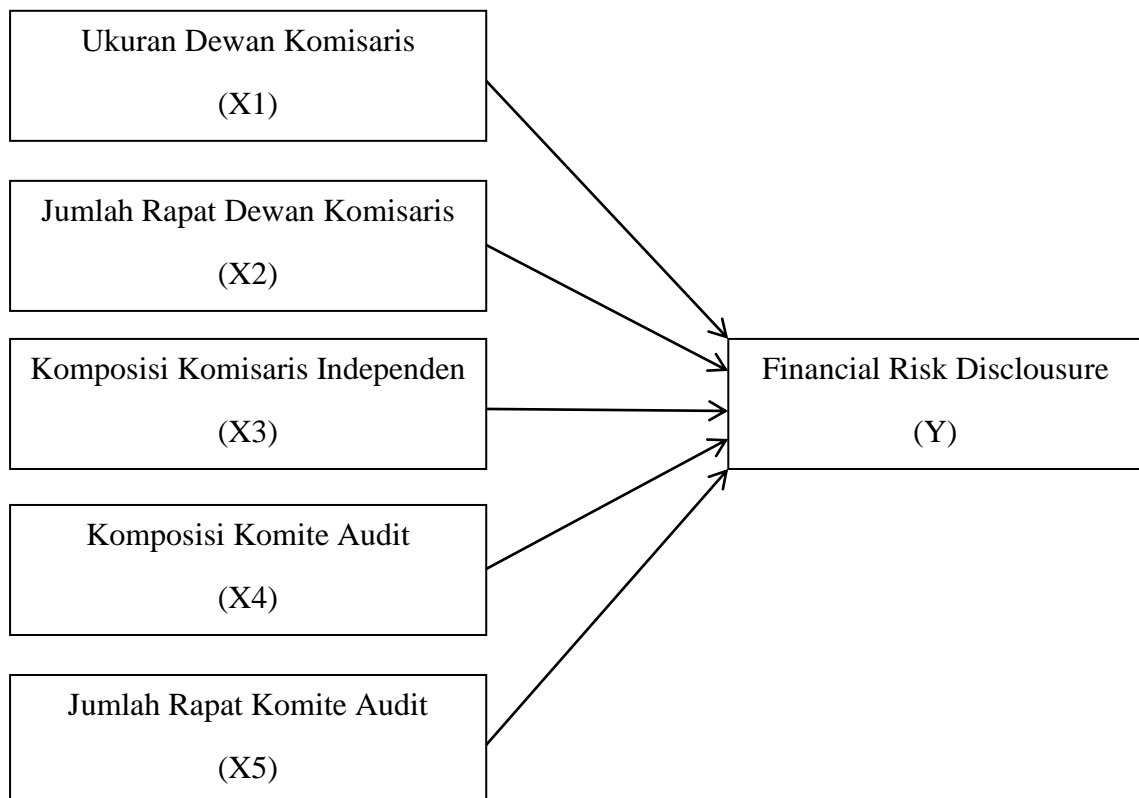 Ukuran Dewan Komisaris
(X1)
Jumlah Rapat Dewan Komisaris
(X2)
Komposisi Komisaris Independen
(X3)
Komposisi Komite Audit
(X4)
Jumlah Rapat Komite Audit
(X5)
Financial Risk Disclousure
(Y)